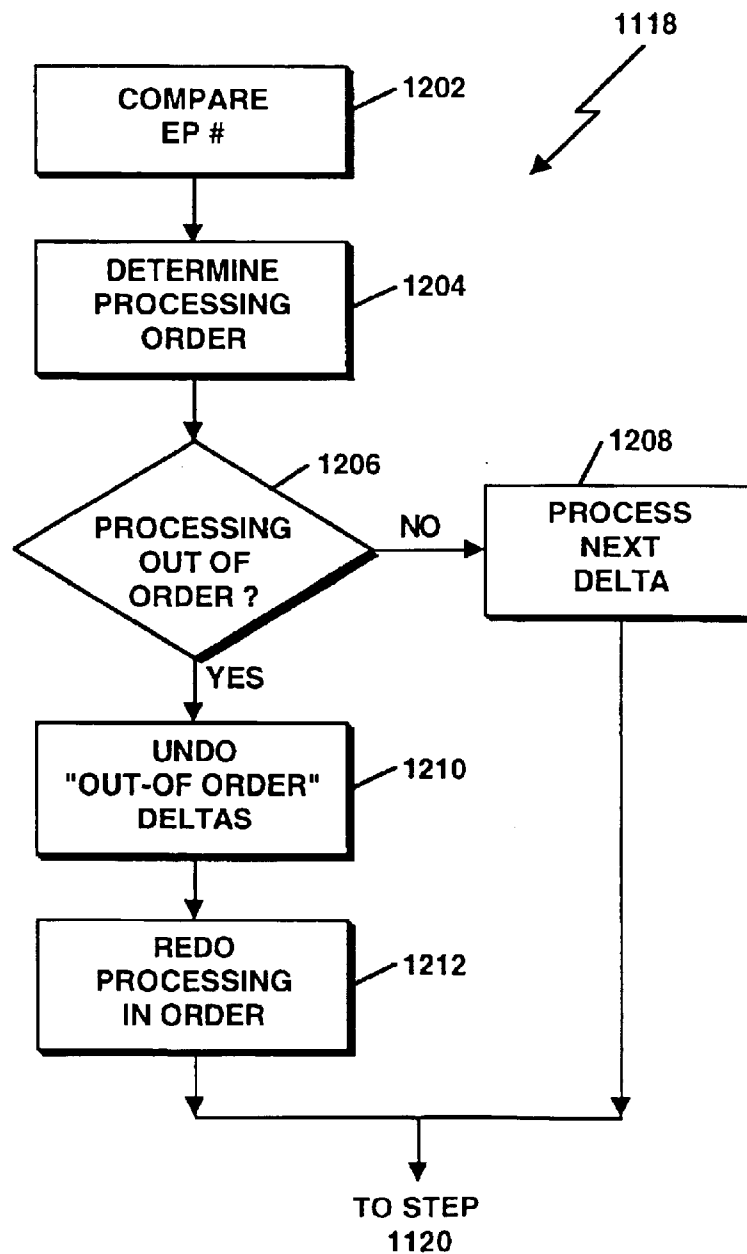 1118
COMPARE
EP #
1202
DETERMINE
PROCESSING
ORDER
1204
1206
PROCESSING
OUT OF
ORDER ?
NO
1208
PROCESS
NEXT
DELTA
YES
UNDO
"OUT-OF ORDER"
DELTAS
1210
REDO
PROCESSING
IN ORDER
1212
TO STEP
1120